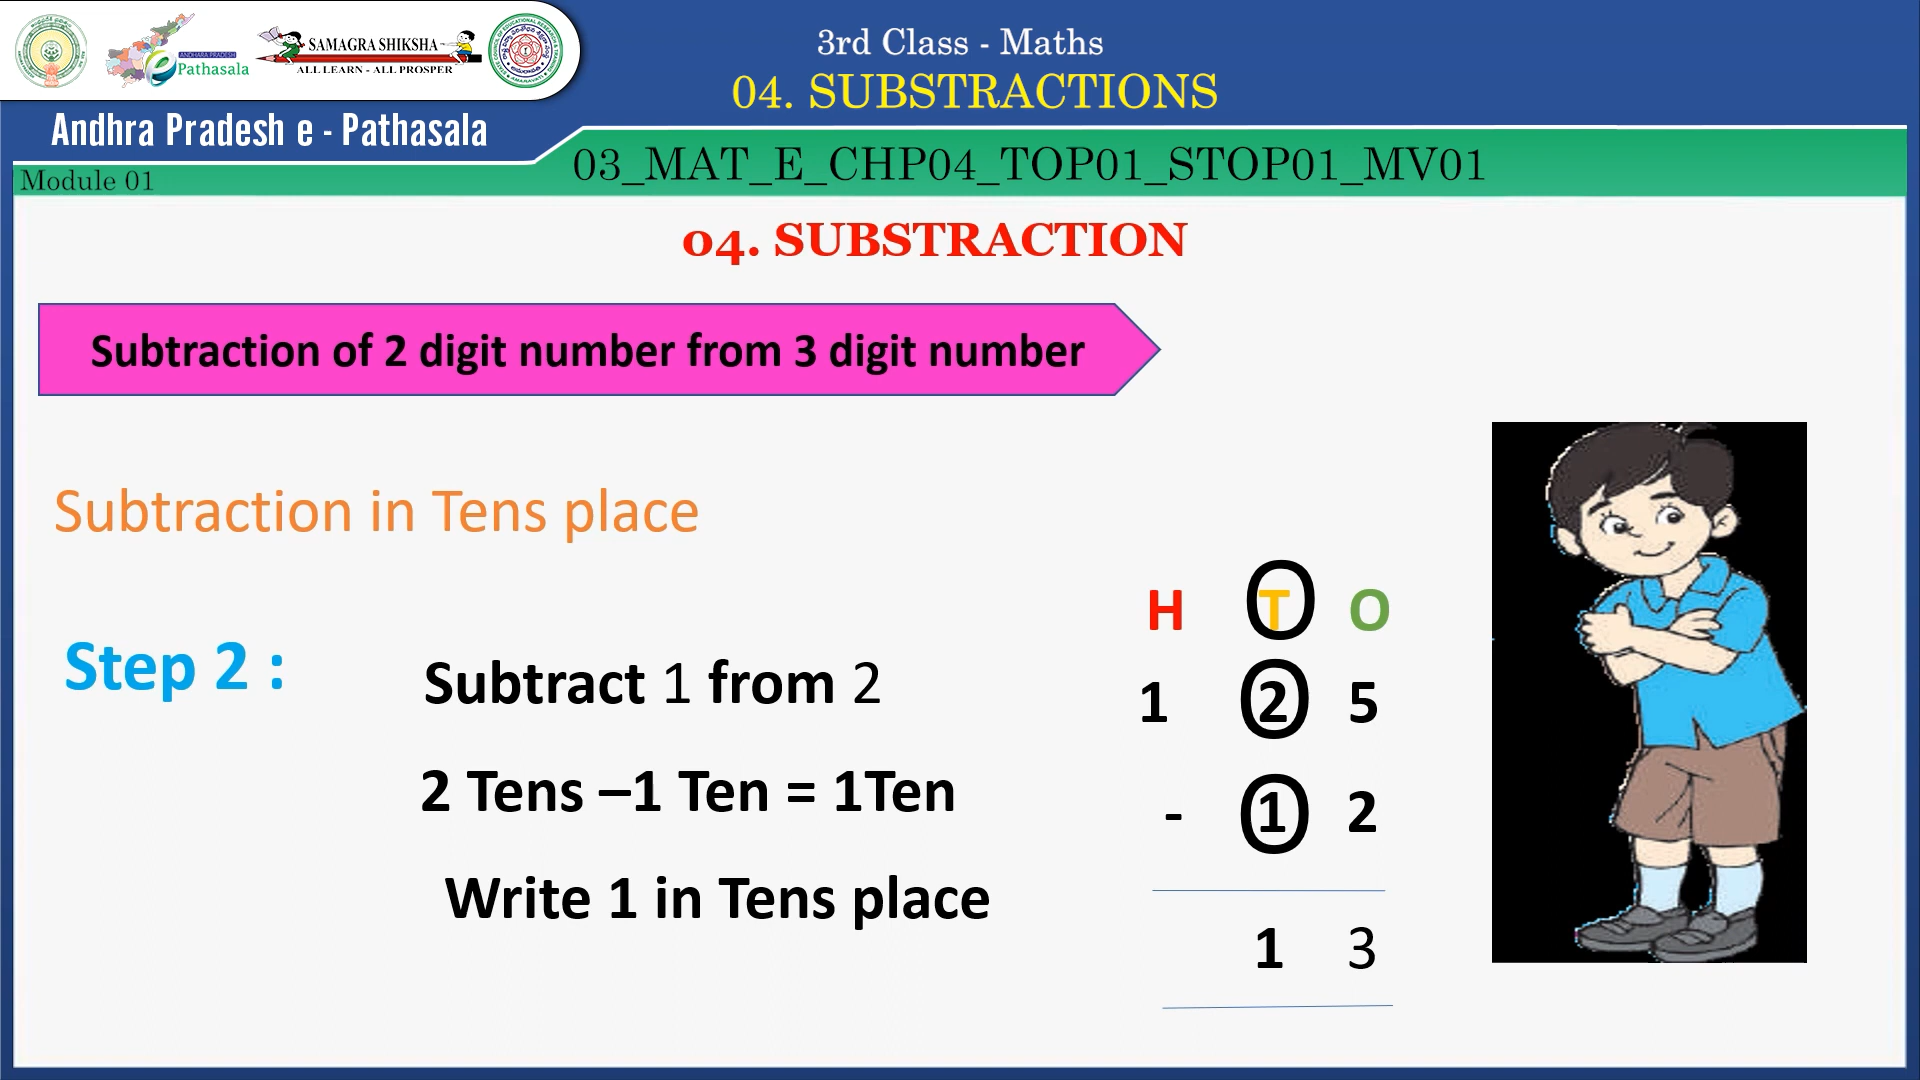 ANDHARA PRADESH
e Pathasala
SAMAGRA SHIKSHA
ALL LEARN - ALL PROSPER
Andhra Pradesh e - Pathasala
3rd Class - Maths
04. SUBSTRACTIONS
Module 01
03_MAT_E_CHP04_TOP01_STOP01_MV01
04. SUBSTRACTION
Subtraction of 2 digit number from 3 digit number
Subtraction in Tens place
Step 2 :
Subtract 1 from 2
2 Tens –1 Ten = 1Ten
Write 1 in Tens place
H T O
1 2 5
- 1 2
1 3